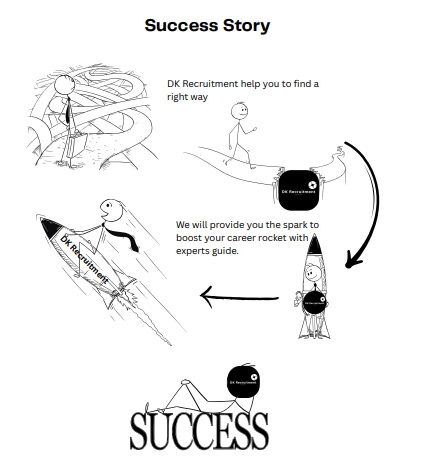 Success Story
DK Recruitment help you to find a
right way
DK Recruitment
We will provide you the spark to
boost your career rocket with
experts guide.
DK Recruitment
DK Recruitment
DK Recruitment
SUCCESS